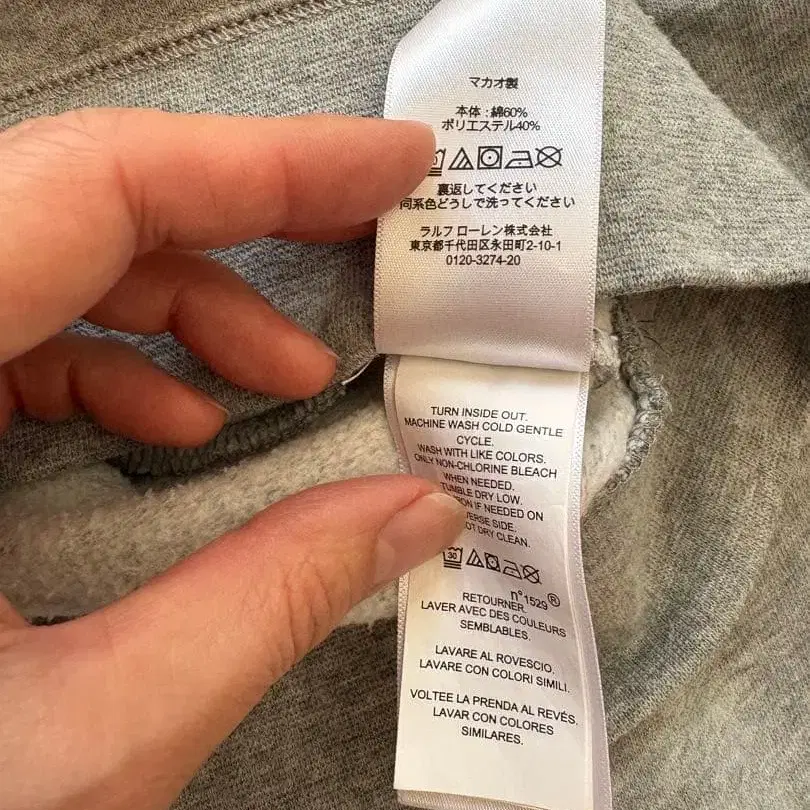 マカオ製
本体:綿60%
ポリエステル40%
裏返してください
同系色どうしで洗ってください
ラルフ ローレン株式会社
東京都千代田区永田町2-10-1
0120-3274-20
TURN INSIDE OUT.
MACHINE WASH COLD GENTLE
CYCLE.
WASH WITH LIKE COLORS.
ONLY NON-CHLORINE BLEACH
WHEN NEEDED.
TUMBLE DRY LOW.
IF NEEDED ON
SIDE.
DRY CLEAN.
30
n°1529®
RETOURNER.
LAVER AVEC DES COULEURS
SEMBLABLES.
LAVARE AL ROVESCIO.
LAVARE CON COLORI SIMILI.
VOLTEE LA PRENDA AL REVÉS.
LAVAR CON COLORES
SIMILARES.